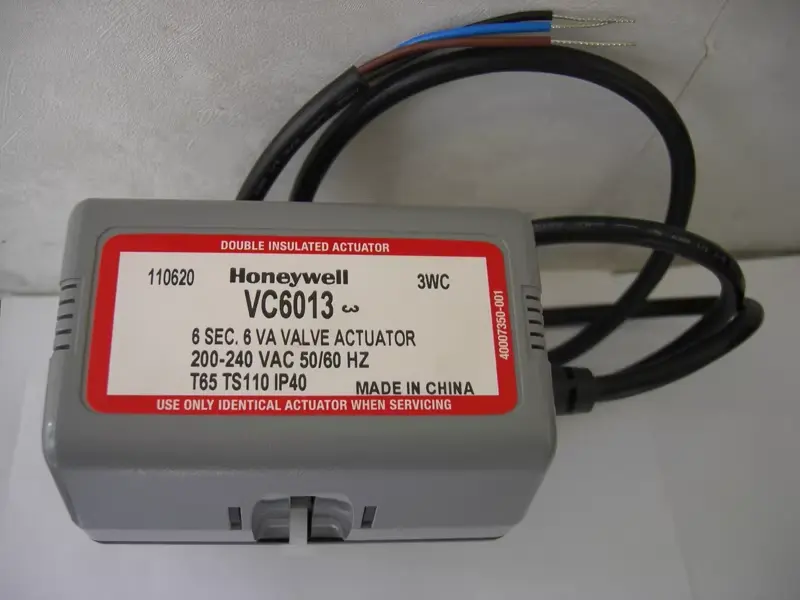 DOUBLE INSULATED ACTUATOR
110620 Honeywell 3WC
VC6013 ω
6 SEC. 6 VA VALVE ACTUATOR
200-240 VAC 50/60 HZ
T65 TS110 IP40 MADE IN CHINA
USE ONLY IDENTICAL ACTUATOR WHEN SERVICING
40007350-001